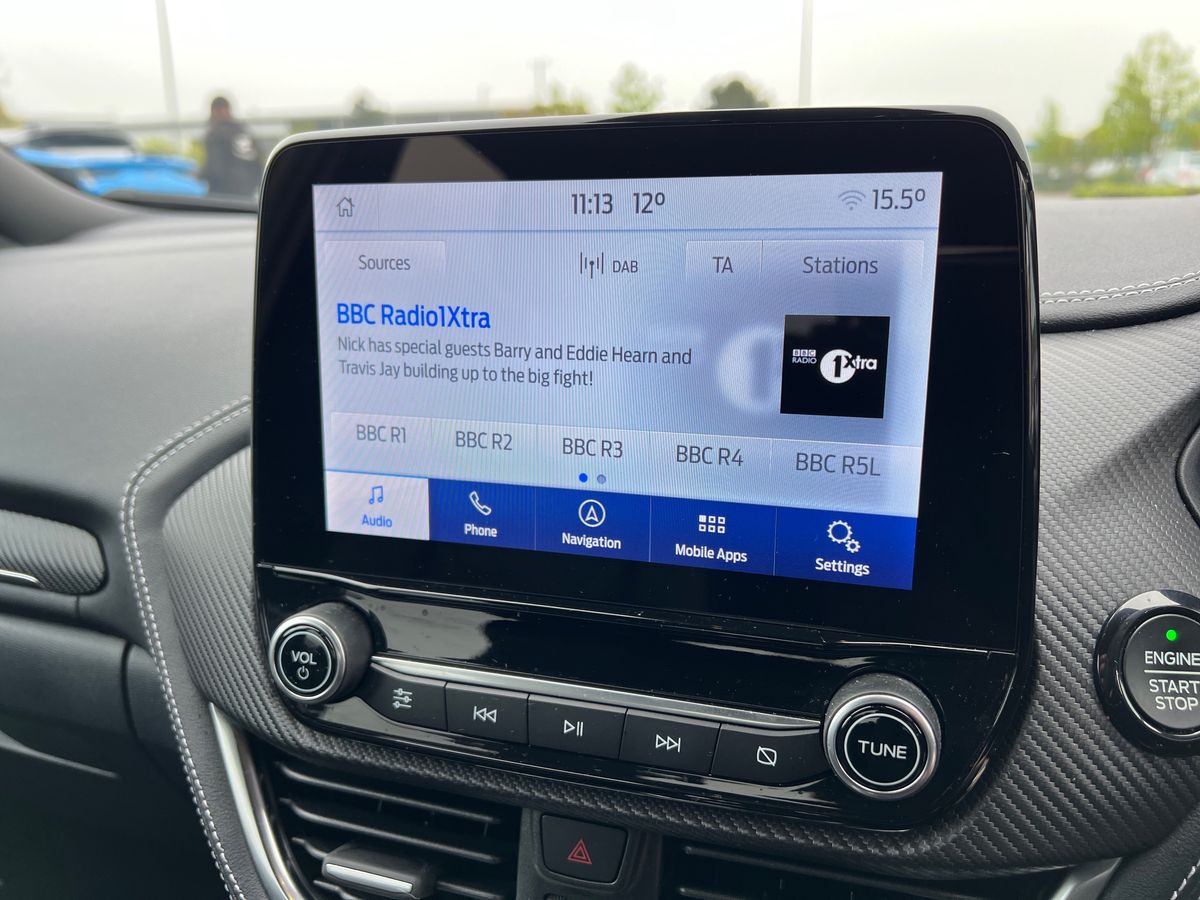 11:13 12º 15.5º
Sources DAB TA Stations
BBC Radio1Xtra
Nick has special guests Barry and Eddie Hearn and
Travis Jay building up to the big fight!
BBC
RADIO 1Xtra
BBC R1 BBC R2 BBC R3 BBC R4 BBC R5L
Audio Phone Navigation Mobile Apps Settings
VOL
TUNE
ENGINE
START
STOP